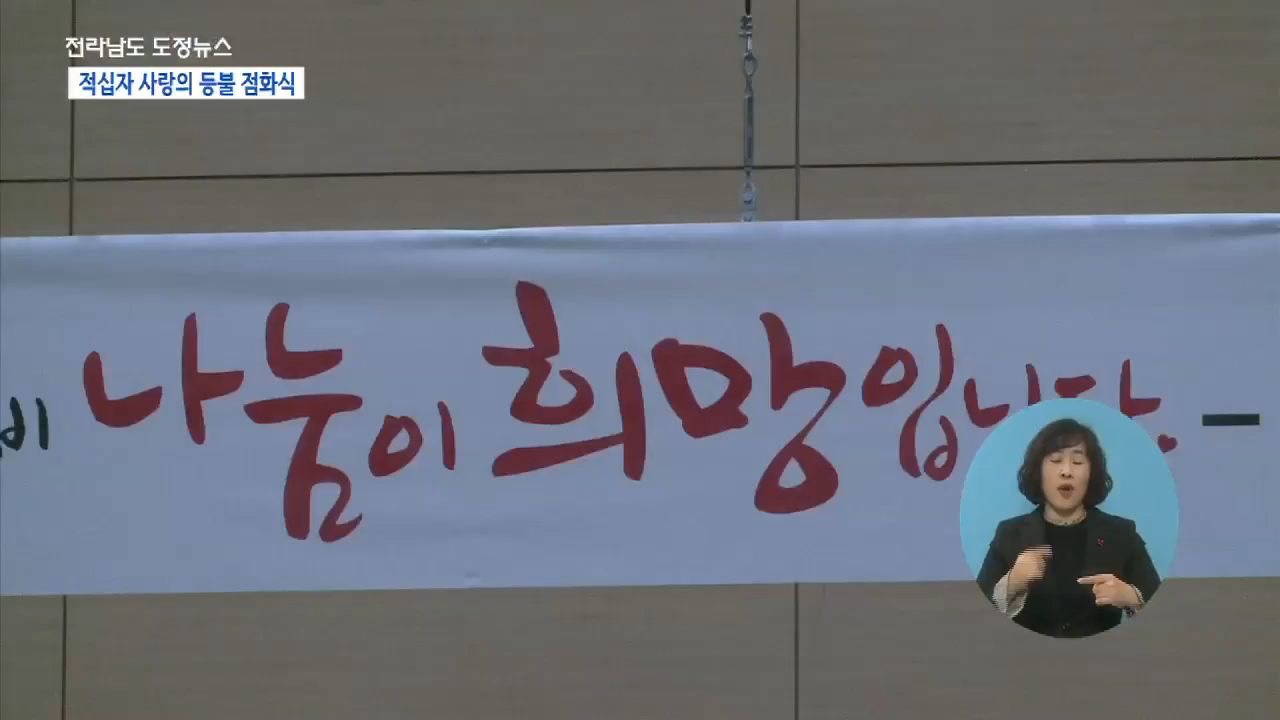 전라남도 도정뉴스
적십자 사랑의 등불 점화식
나눔이 희망입니다. -